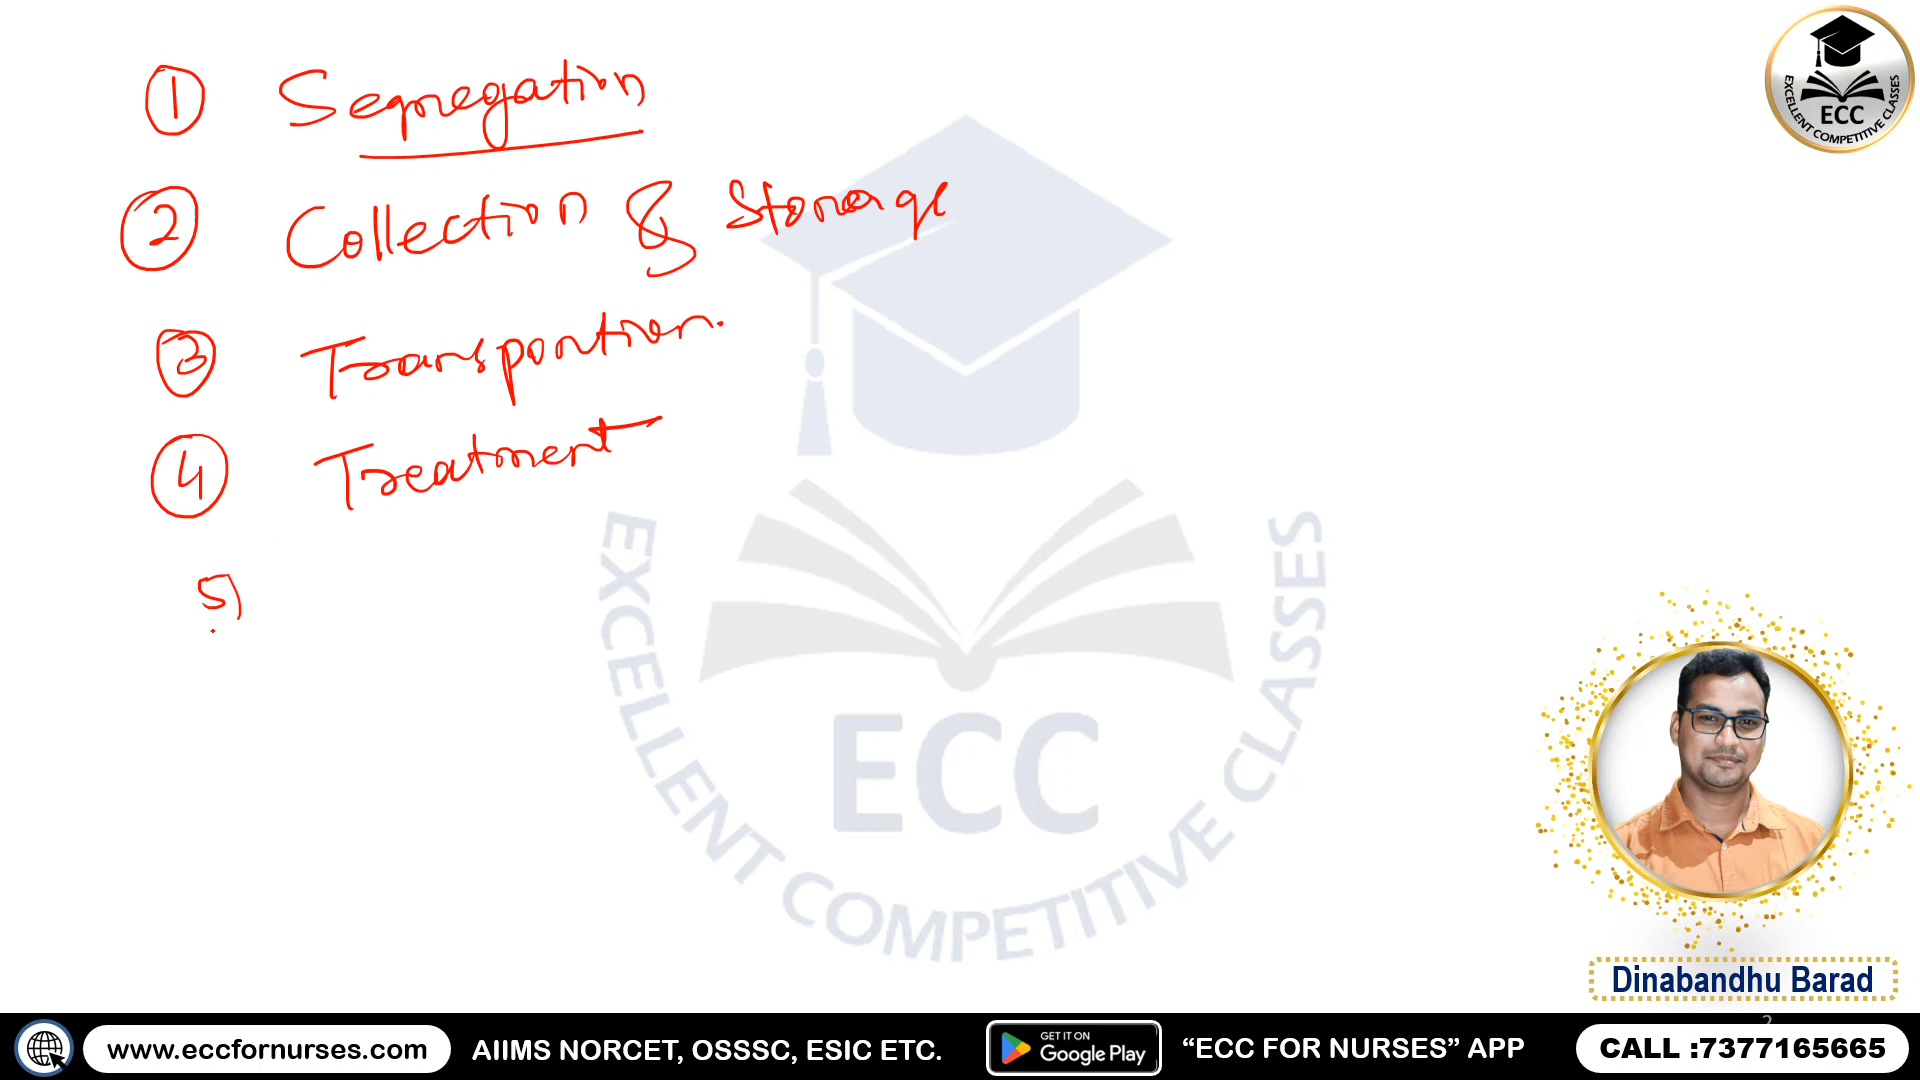 1 Segregation
2 Collection & Storage
3 Transportion.
4 Treatment
5)
EXCELLENT COMPETITIVE CLASSES
ECC
EXCELLENT COMPETITIVE CLASSES
ECC
Dinabandhu Barad
2
www.eccfornurses.com AIIMS NORCET, OSSSC, ESIC ETC. GET IT ON Google Play “ECC FOR NURSES” APP CALL :7377165665